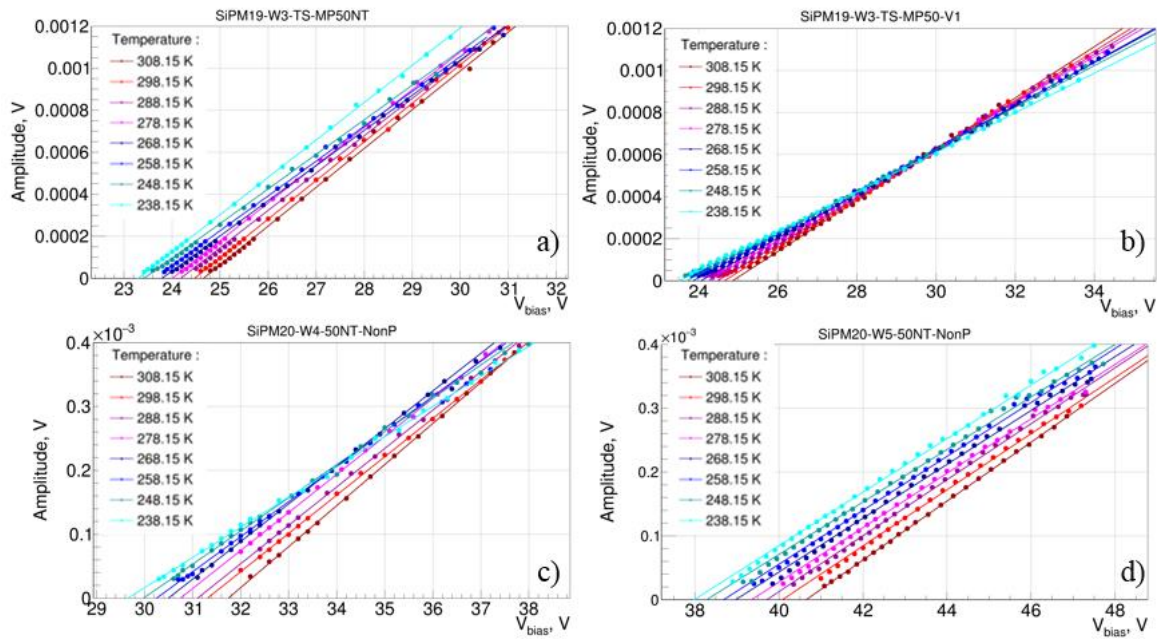 SiPM19-W3-TS-MP50NT
Amplitude, V
0.0012
0.001
0.0008
0.0006
0.0004
0.0002
0
Temperature :
308.15 K
298.15 K
288.15 K
278.15 K
268.15 K
258.15 K
248.15 K
238.15 K
a)
23 24 25 26 27 28 29 30 31 32
V_bias, V
SiPM19-W3-TS-MP50-V1
Amplitude, V
0.0012
0.001
0.0008
0.0006
0.0004
0.0002
0
Temperature :
308.15 K
298.15 K
288.15 K
278.15 K
268.15 K
258.15 K
248.15 K
238.15 K
b)
24 26 28 30 32 34
V_bias, V
SiPM20-W4-50NT-NonP
×10⁻³
Amplitude, V
0.4
0.3
0.2
0.1
0
Temperature :
308.15 K
298.15 K
288.15 K
278.15 K
268.15 K
258.15 K
248.15 K
238.15 K
c)
29 30 31 32 33 34 35 36 37 38
V_bias, V
SiPM20-W5-50NT-NonP
×10⁻³
Amplitude, V
0.4
0.3
0.2
0.1
0
Temperature :
308.15 K
298.15 K
288.15 K
278.15 K
268.15 K
258.15 K
248.15 K
238.15 K
d)
38 40 42 44 46 48
V_bias, V